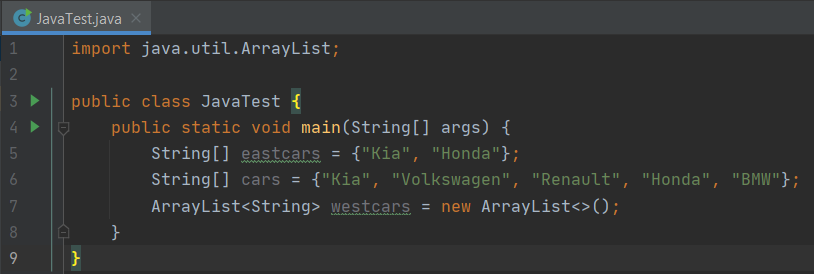 JavaTest.java
1 import java.util.ArrayList;
2
3 public class JavaTest {
4 public static void main(String[] args) {
5 String[] eastcars = {"Kia", "Honda"};
6 String[] cars = {"Kia", "Volkswagen", "Renault", "Honda", "BMW"};
7 ArrayList<String> westcars = new ArrayList<>();
8 }
9 }